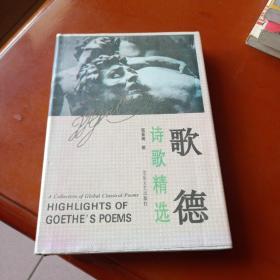 歌德
诗歌精选
A Collection of Global Classical Poems
HIGHLIGHTS OF
GOETHE'S POEMS